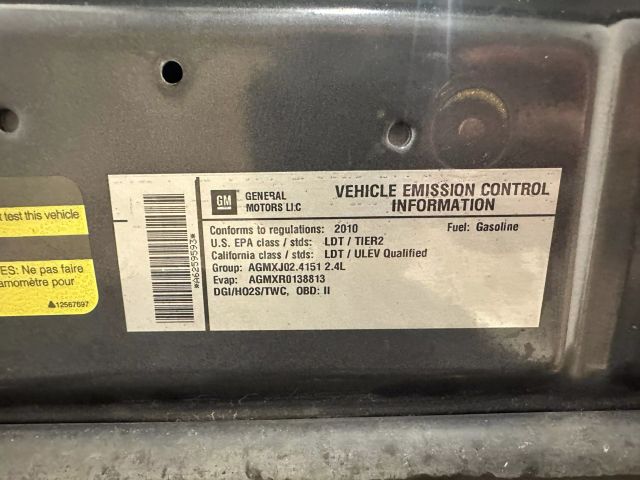 test this vehicle
ES: Ne pas faire
amomètre pour
12567697
*A6259593*
GM
GENERAL
MOTORS LLC
VEHICLE EMISSION CONTROL
INFORMATION
Conforms to regulations: 2010 Fuel: Gasoline
U.S. EPA class / stds: LDT / TIER2
California class / stds: LDT / ULEV Qualified
Group: AGMXJ02.4151 2.4L
Evap: AGMXR0138813
DGI/HO2S/TWC, OBD: II